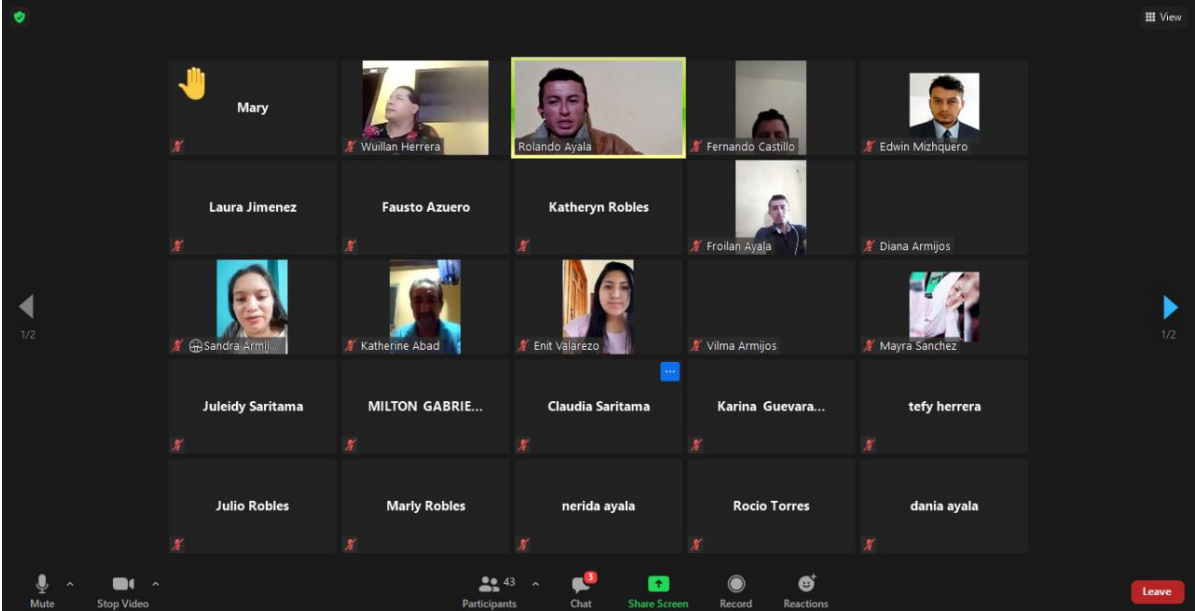 View
Mary
Wuillan Herrera
Rolando Ayala
Fernando Castillo
Edwin Mizhquero
Laura Jimenez
Fausto Azuero
Katheryn Robles
Froilan Ayala
Diana Armijos
1/2
Sandra Armij...
Katherine Abad
Enit Valarezo
Vilma Armijos
Mayra Sanchez
1/2
Juleidy Saritama
MILTON GABRIE...
Claudia Saritama
Karina Guevara...
tefy herrera
Julio Robles
Marly Robles
nerida ayala
Rocio Torres
dania ayala
Mute
Stop Video
43
Participants
3
Chat
Share Screen
Record
Reactions
Leave